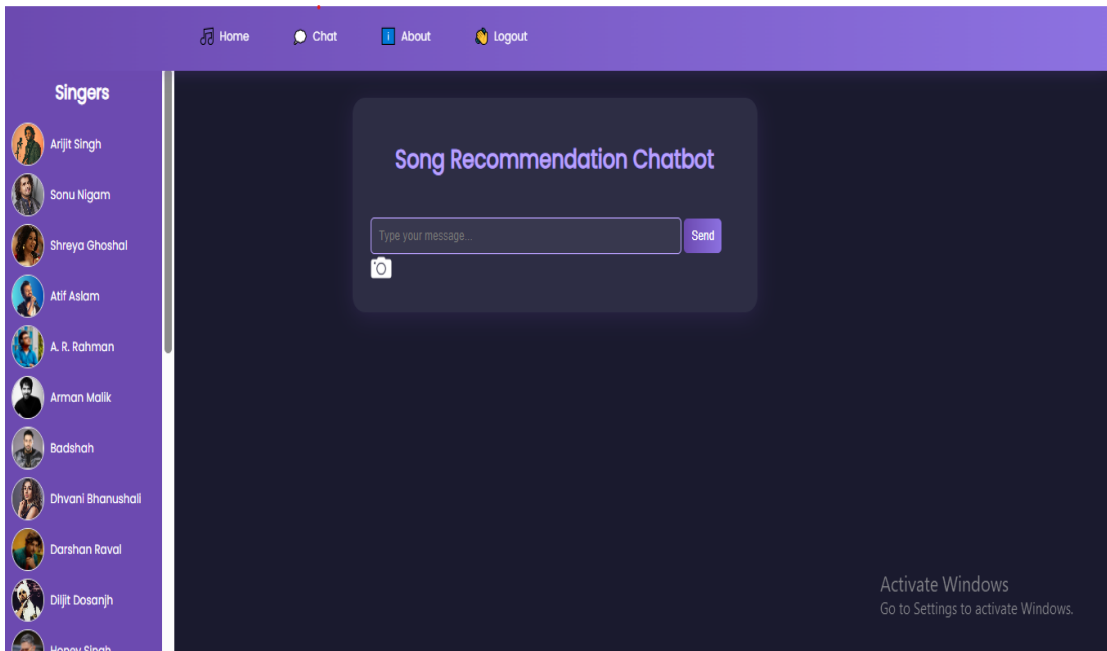 Home Chat i About Logout
Singers
Arijit Singh
Sonu Nigam
Shreya Ghoshal
Atif Aslam
A. R. Rahman
Arman Malik
Badshah
Dhvani Bhanushali
Darshan Raval
Diljit Dosanjh
Honey Singh
Song Recommendation Chatbot
Type your message...
Send
Activate Windows
Go to Settings to activate Windows.